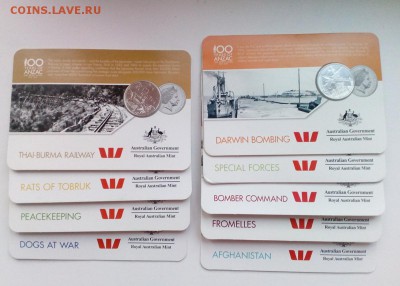 COINS.LAVE.RU
100
ANZAC
THAI-BURMA RAILWAY
Australian Government
Royal Australian Mint
RATS OF TOBRUK
Australian Government
Royal Australian Mint
PEACEKEEPING
Australian Government
Royal Australian Mint
DOGS AT WAR
Australian Government
Royal Australian Mint
100
ANZAC
DARWIN BOMBING
Australian Government
Royal Australian Mint
SPECIAL FORCES
Australian Government
Royal Australian Mint
BOMBER COMMAND
Australian Government
Royal Australian Mint
FROMELLES
Australian Government
Royal Australian Mint
AFGHANISTAN
Australian Government
Royal Australian Mint